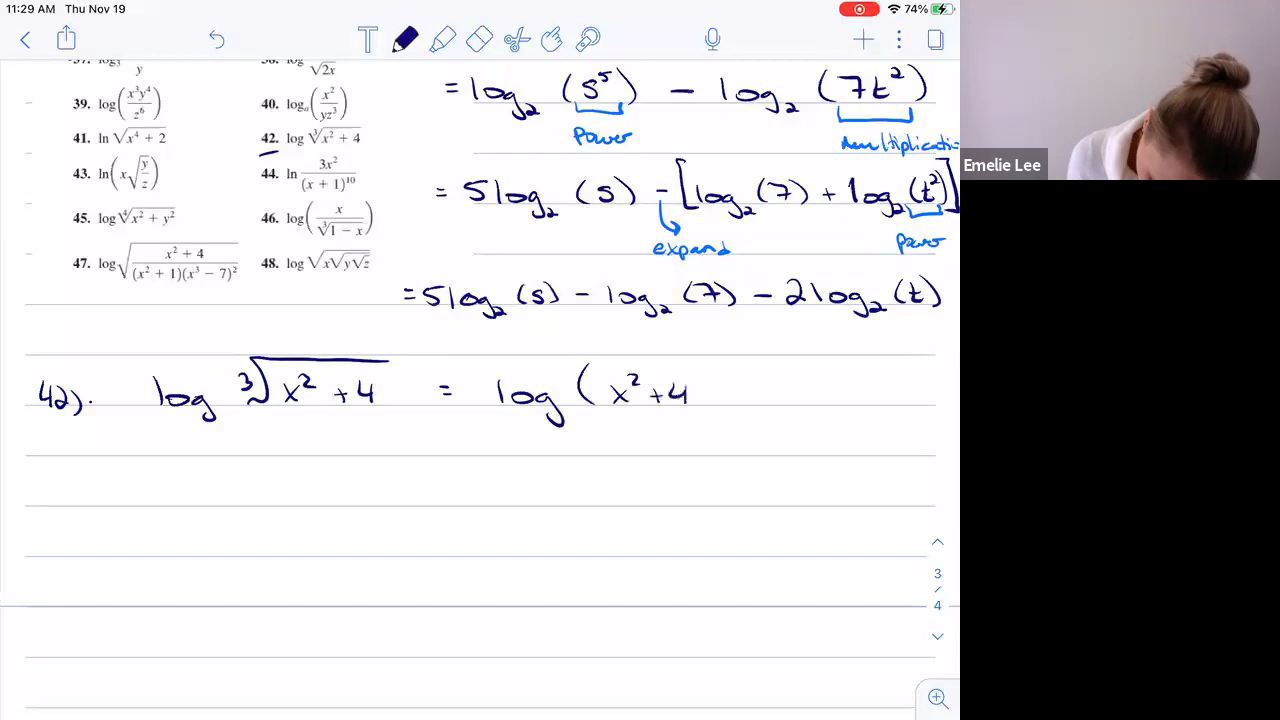 11:29 AM Thu Nov 19
74%
y
√2x
39. log(x³y⁴/z⁶)
40. logₐ(x²/yz³)
41. ln √x⁴ + 2
42. log ∛x² + 4
43. ln(x√y/z)
44. ln 3x²/(x + 1)¹⁰
45. log ∜x² + y²
46. log(x/∛1 − x)
47. log √x² + 4/(x² + 1)(x³ − 7)²
48. log √x√y√z
= log₂ (s⁵) − log₂ (7t²)
Power
multiplicati
= 5log₂ (s) − [log₂ (7) + log₂ (t²)]
expand
power
= 5log₂ (s) − log₂ (7) − 2log₂ (t)
42). log ∛x² + 4 = log ( x² + 4
Emelie Lee
3
/
4